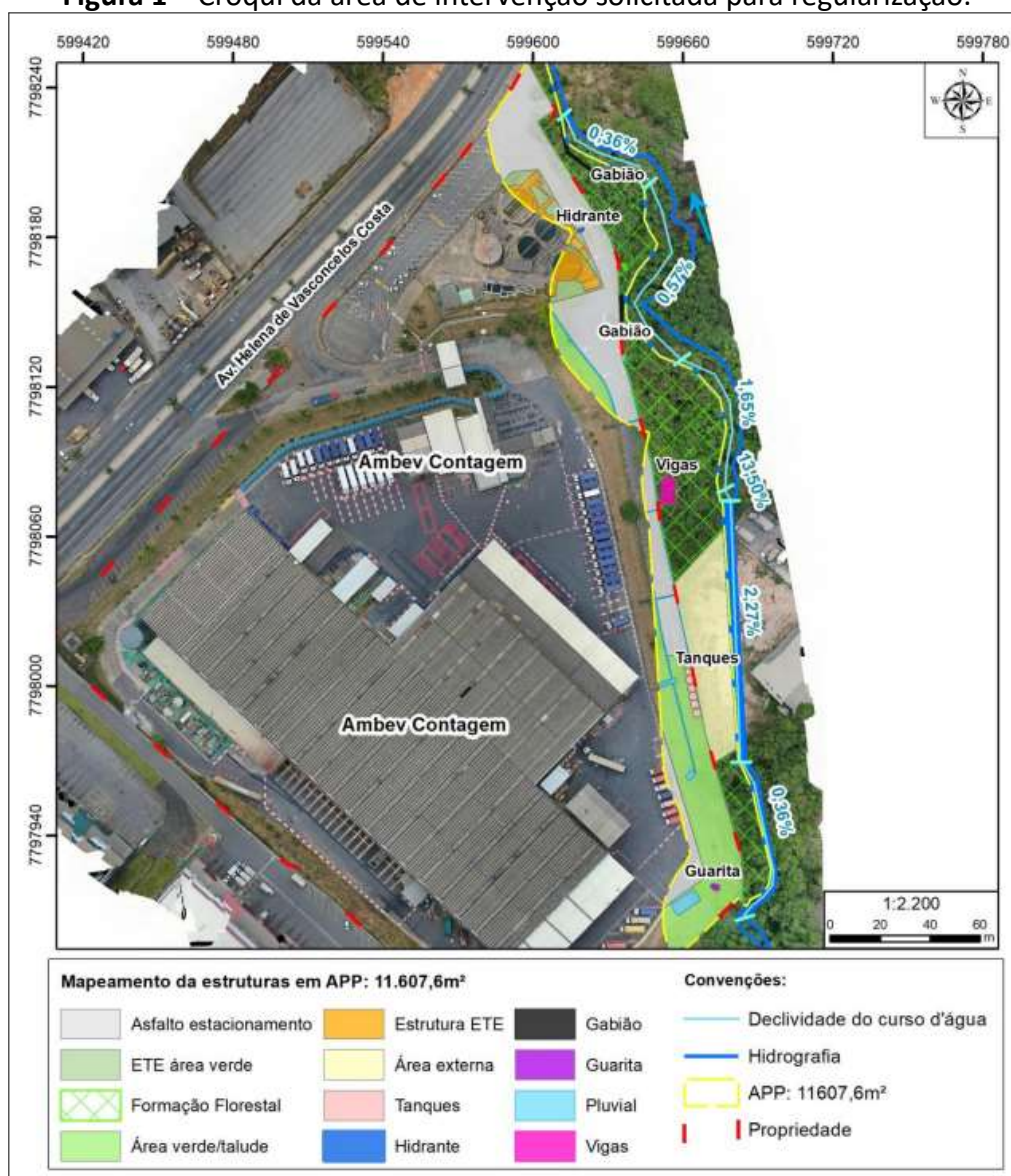 Figura 1 – Croqui da área de intervenção solicitada para regularização.
599420 599480 599540 599600 599660 599720 599780
7798240
7798180
7798120
7798060
7798000
7797940
N
W E
S
0,36%
Gabião
Hidrante
0,57%
Gabião
Av. Helena de Vasconcelos Costa
1,65%
Ambev Contagem
Vigas
13,50%
2,27%
Tanques
Ambev Contagem
0,36%
Guarita
1:2.200
0 20 40 60
m
Mapeamento da estruturas em APP: 11.607,6m²
Asfalto estacionamento
ETE área verde
Formação Florestal
Área verde/talude
Estrutura ETE
Área externa
Tanques
Hidrante
Gabião
Guarita
Pluvial
Vigas
Convenções:
Declividade do curso d'água
Hidrografia
APP: 11607,6m²
Propriedade